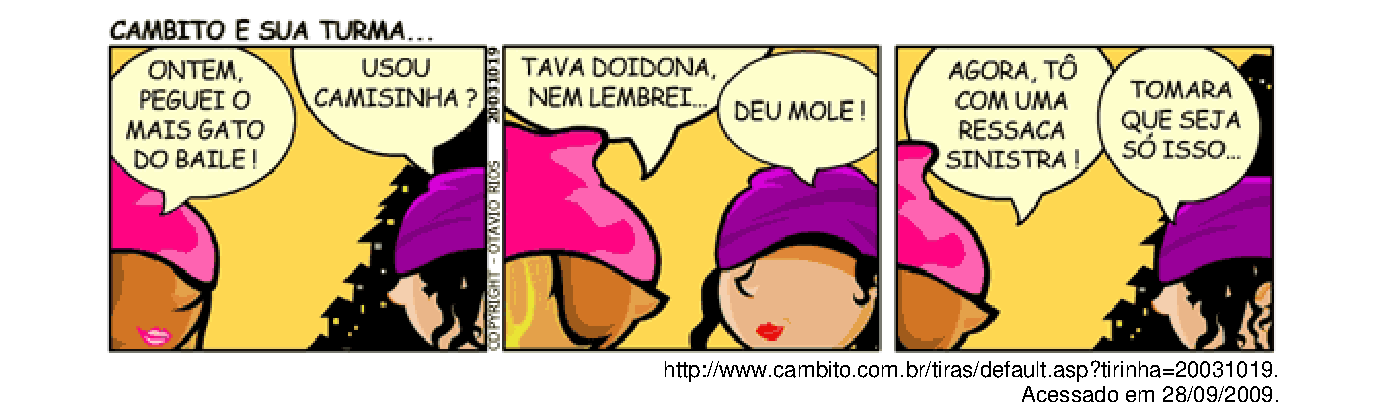 CAMBITO E SUA TURMA...
ONTEM,
PEGUEI O
MAIS GATO
DO BAILE!
USOU
CAMISINHA?
20031019
COPYRIGHT - OTAVIO RIOS
TAVA DOIDONA,
NEM LEMBREI...
DEU MOLE!
AGORA, TÔ
COM UMA
RESSACA
SINISTRA!
TOMARA
QUE SEJA
SÓ ISSO...
http://www.cambito.com.br/tiras/default.asp?tirinha=20031019.
Acessado em 28/09/2009.